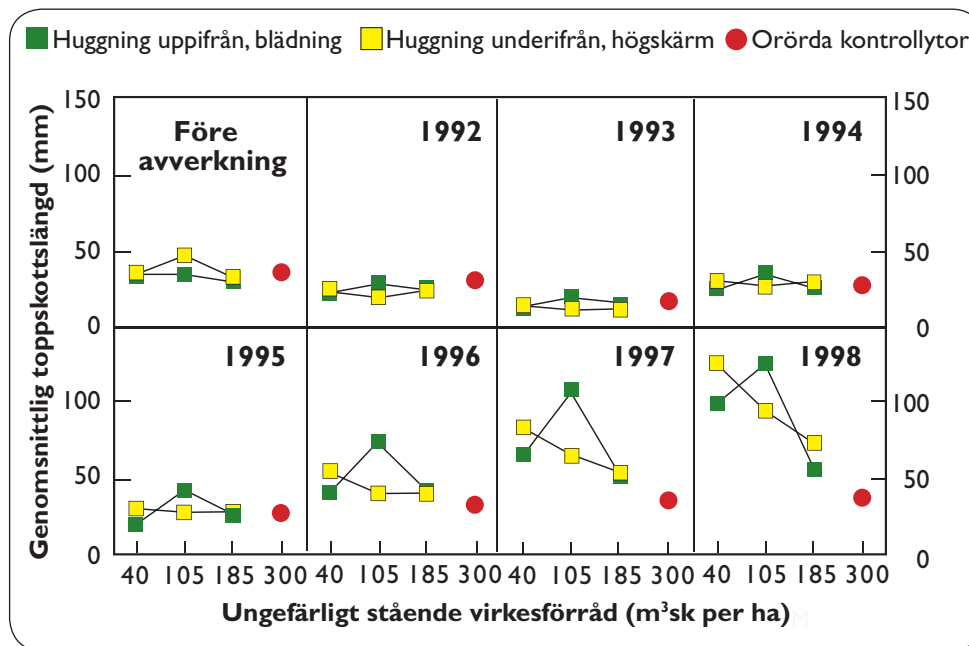 Huggning uppifrån, blädning Huggning underifrån, högskärm Orörda kontrollytor
Genomsnittlig toppskottslängd (mm)
150 150
Före avverkning 1992 1993 1994
100 100
50 50
0 0
1995 1996 1997 1998
100 100
50 50
0 0
40 105 185 300 40 105 185 300 40 105 185 300 40 105 185 300
Ungefärligt stående virkesförråd (m³sk per ha)